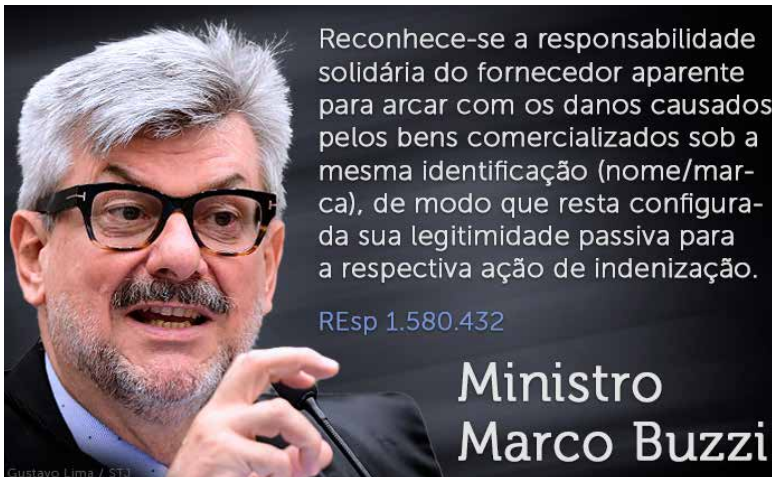 Reconhece-se a responsabilidade
solidária do fornecedor aparente
para arcar com os danos causados
pelos bens comercializados sob a
mesma identificação (nome/mar-
ca), de modo que resta configura-
da sua legitimidade passiva para
a respectiva ação de indenização.
REsp 1.580.432
Ministro
Marco Buzzi
Gustavo Lima / STJ